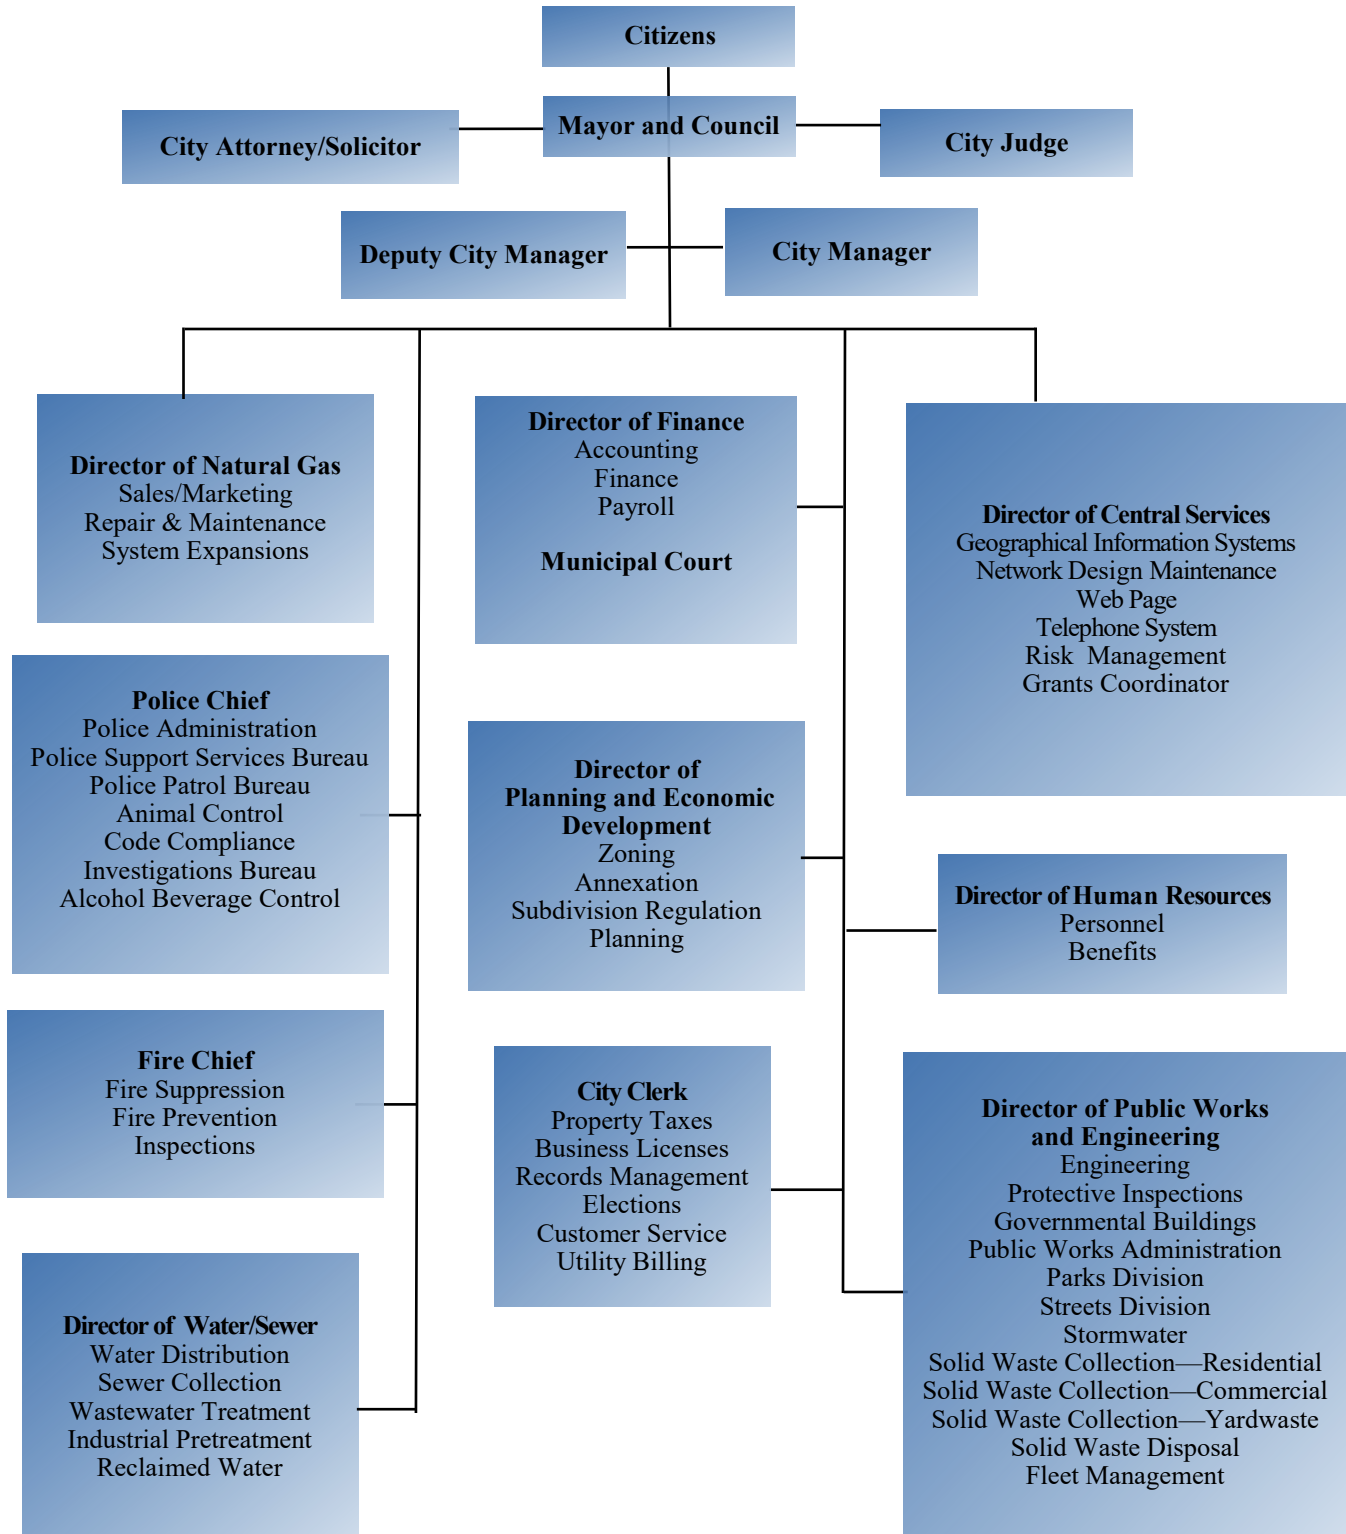 Citizens
Mayor and Council
City Attorney/Solicitor
City Judge
Deputy City Manager
City Manager
Director of Natural Gas
Sales/Marketing
Repair & Maintenance
System Expansions
Director of Finance
Accounting
Finance
Payroll
Municipal Court
Director of Central Services
Geographical Information Systems
Network Design Maintenance
Web Page
Telephone System
Risk Management
Grants Coordinator
Police Chief
Police Administration
Police Support Services Bureau
Police Patrol Bureau
Animal Control
Code Compliance
Investigations Bureau
Alcohol Beverage Control
Director of
Planning and Economic
Development
Zoning
Annexation
Subdivision Regulation
Planning
Director of Human Resources
Personnel
Benefits
Fire Chief
Fire Suppression
Fire Prevention
Inspections
City Clerk
Property Taxes
Business Licenses
Records Management
Elections
Customer Service
Utility Billing
Director of Public Works
and Engineering
Engineering
Protective Inspections
Governmental Buildings
Public Works Administration
Parks Division
Streets Division
Stormwater
Solid Waste Collection—Residential
Solid Waste Collection—Commercial
Solid Waste Collection—Yardwaste
Solid Waste Disposal
Fleet Management
Director of Water/Sewer
Water Distribution
Sewer Collection
Wastewater Treatment
Industrial Pretreatment
Reclaimed Water